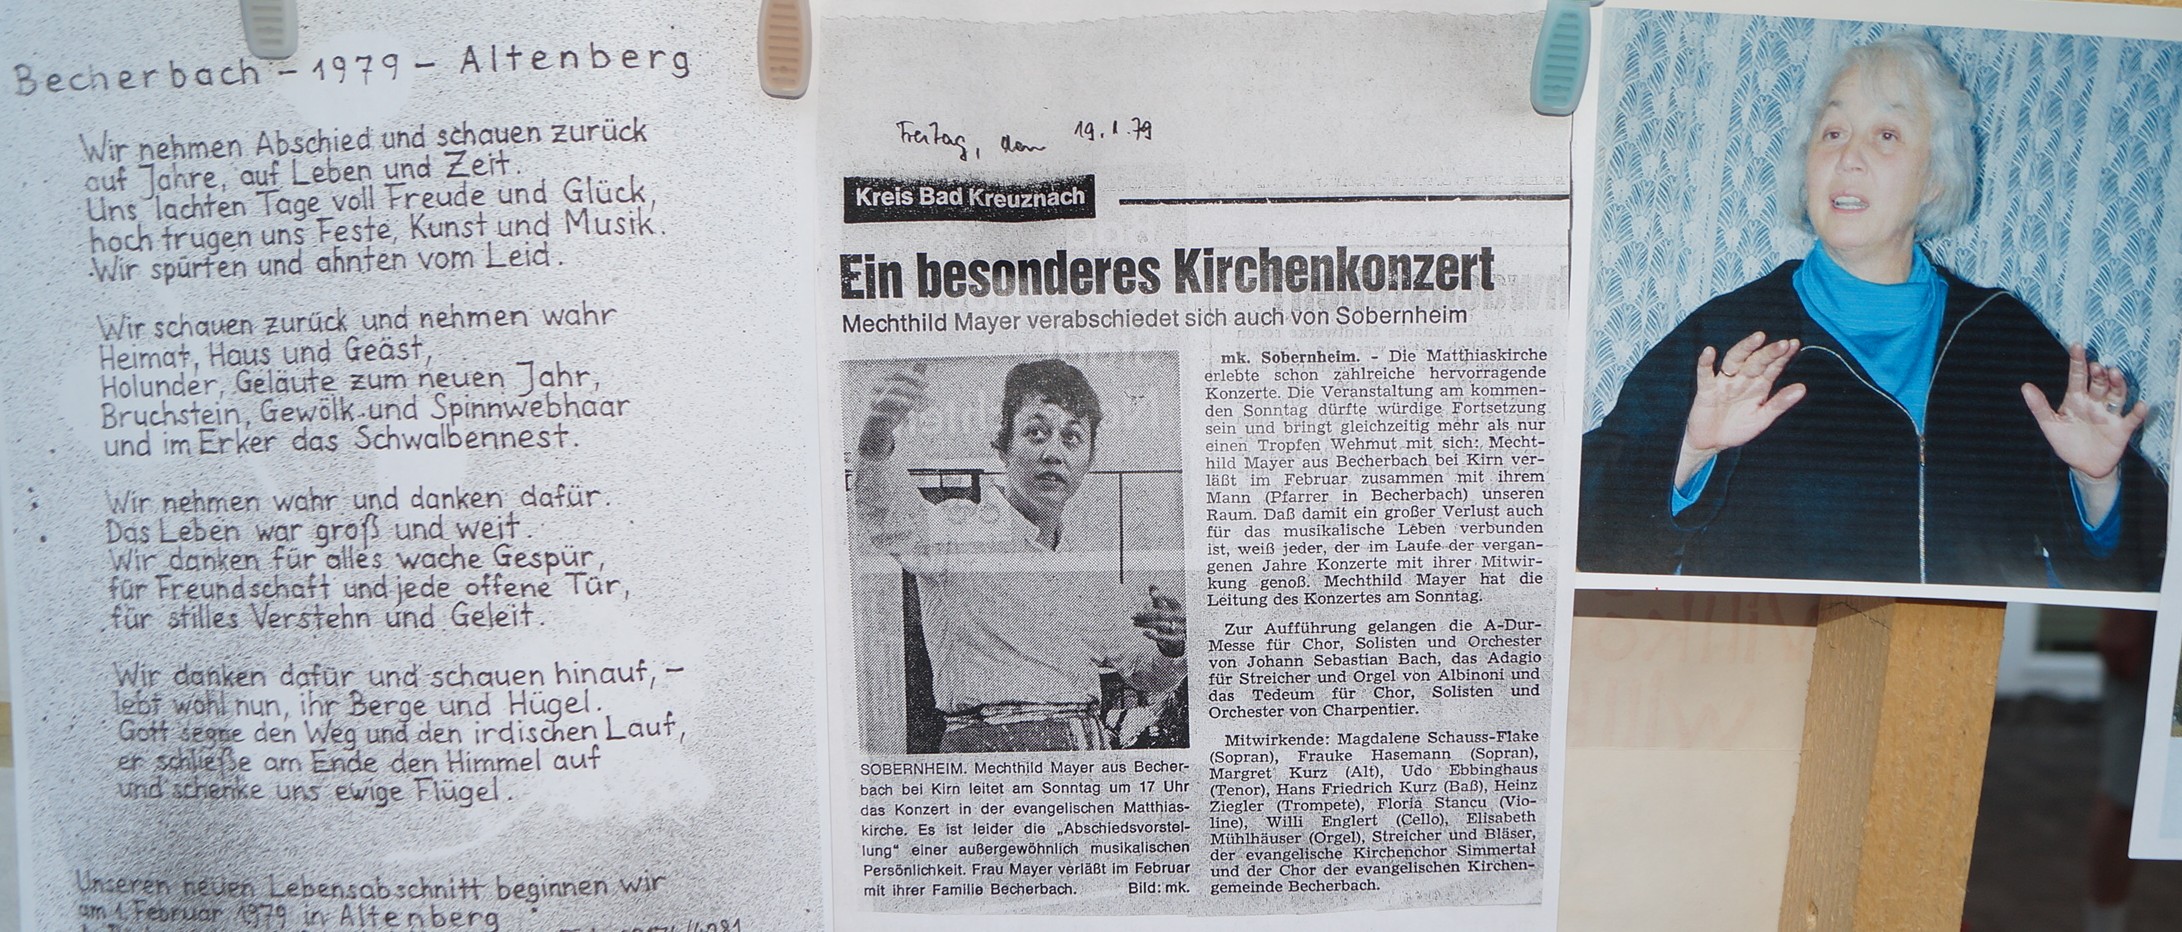 Becherbach - 1979 - Altenberg
Wir nehmen Abschied und schauen zurück
auf Jahre, auf Leben und Zeit.
Uns lachten Tage voll Freude und Glück,
hoch trugen uns Feste, Kunst und Musik.
Wir spürten und ahnten vom Leid.
Wir schauen zurück und nehmen wahr
Heimat, Haus und Geäst,
Holunder, Geläute zum neuen Jahr,
Bruchstein, Gewölk und Spinnwebhaar
und im Erker das Schwalbennest.
Wir nehmen wahr und danken dafür.
Das Leben war groß und weit.
Wir danken für alles wache Gespür,
für Freundschaft und jede offene Tür,
für stilles Verstehn und Geleit.
Wir danken dafür und schauen hinauf, -
lebt wohl nun, ihr Berge und Hügel.
Gott segne den Weg und den irdischen Lauf,
er schließe am Ende den Himmel auf
und schenke uns ewige Flügel.
Unseren neuen Lebensabschnitt beginnen wir
am 1. Februar 1979 in Altenberg
Freitag, den 19.1.79
Kreis Bad Kreuznach
Ein besonderes Kirchenkonzert
Mechthild Mayer verabschiedet sich auch von Sobernheim
SOBERNHEIM. Mechthild Mayer aus Becher-
bach bei Kirn leitet am Sonntag um 17 Uhr
das Konzert in der evangelischen Matthias-
kirche. Es ist leider die „Abschiedsvorstel-
lung“ einer außergewöhnlich musikalischen
Persönlichkeit. Frau Mayer verläßt im Februar
mit ihrer Familie Becherbach. Bild: mk.
mk. Sobernheim. - Die Matthiaskirche
erlebte schon zahlreiche hervorragende
Konzerte. Die Veranstaltung am kommen-
den Sonntag dürfte würdige Fortsetzung
sein und bringt gleichzeitig mehr als nur
einen Tropfen Wehmut mit sich: Mecht-
hild Mayer aus Becherbach bei Kirn ver-
läßt im Februar zusammen mit ihrem
Mann (Pfarrer in Becherbach) unseren
Raum. Daß damit ein großer Verlust auch
für das musikalische Leben verbunden
ist, weiß jeder, der im Laufe der vergan-
genen Jahre Konzerte mit ihrer Mitwir-
kung genoß. Mechthild Mayer hat die
Leitung des Konzertes am Sonntag.
Zur Aufführung gelangen die A-Dur-
Messe für Chor, Solisten und Orchester
von Johann Sebastian Bach, das Adagio
für Streicher und Orgel von Albinoni und
das Tedeum für Chor, Solisten und
Orchester von Charpentier.
Mitwirkende: Magdalene Schauss-Flake
(Sopran), Frauke Hasemann (Sopran),
Margret Kurz (Alt), Udo Ebbinghaus
(Tenor), Hans Friedrich Kurz (Baß), Heinz
Ziegler (Trompete), Floria Stancu (Vio-
line), Willi Englert (Cello), Elisabeth
Mühlhäuser (Orgel), Streicher und Bläser,
der evangelische Kirchenchor Simmertal
und der Chor der evangelischen Kirchen-
gemeinde Becherbach.